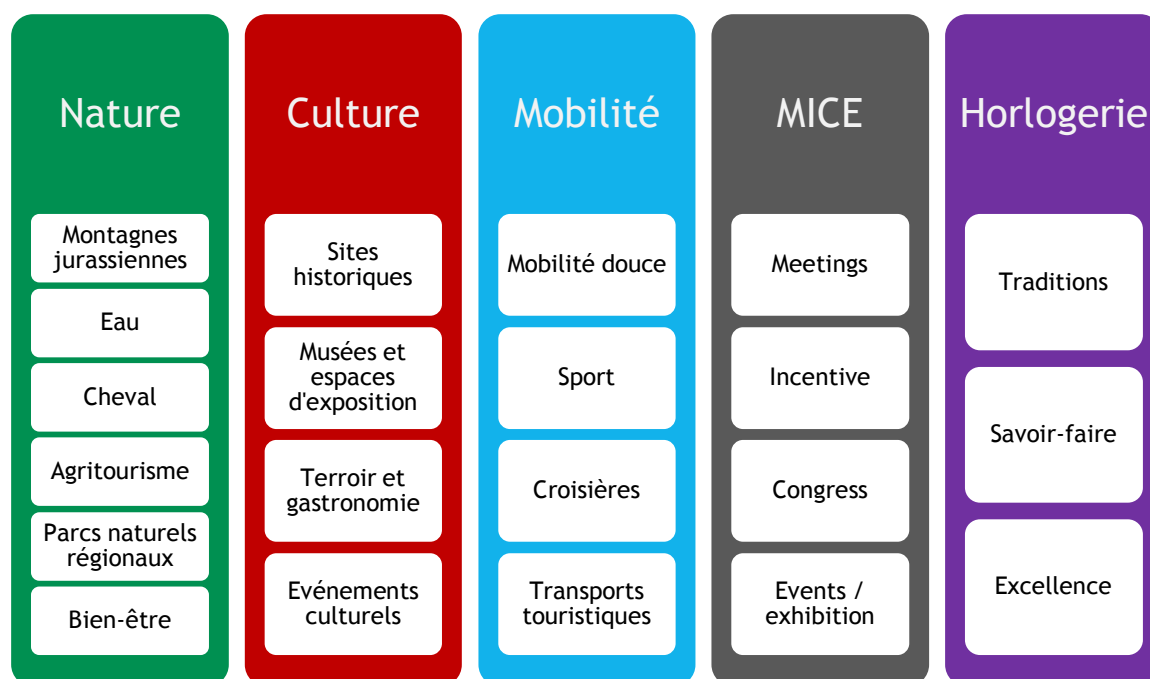 Nature
Montagnes
jurassiennes
Eau
Cheval
Agritourisme
Parcs naturels
régionaux
Bien-être
Culture
Sites
historiques
Musées et
espaces
d'exposition
Terroir et
gastronomie
Evénements
culturels
Mobilité
Mobilité douce
Sport
Croisières
Transports
touristiques
MICE
Meetings
Incentive
Congress
Events /
exhibition
Horlogerie
Traditions
Savoir-faire
Excellence